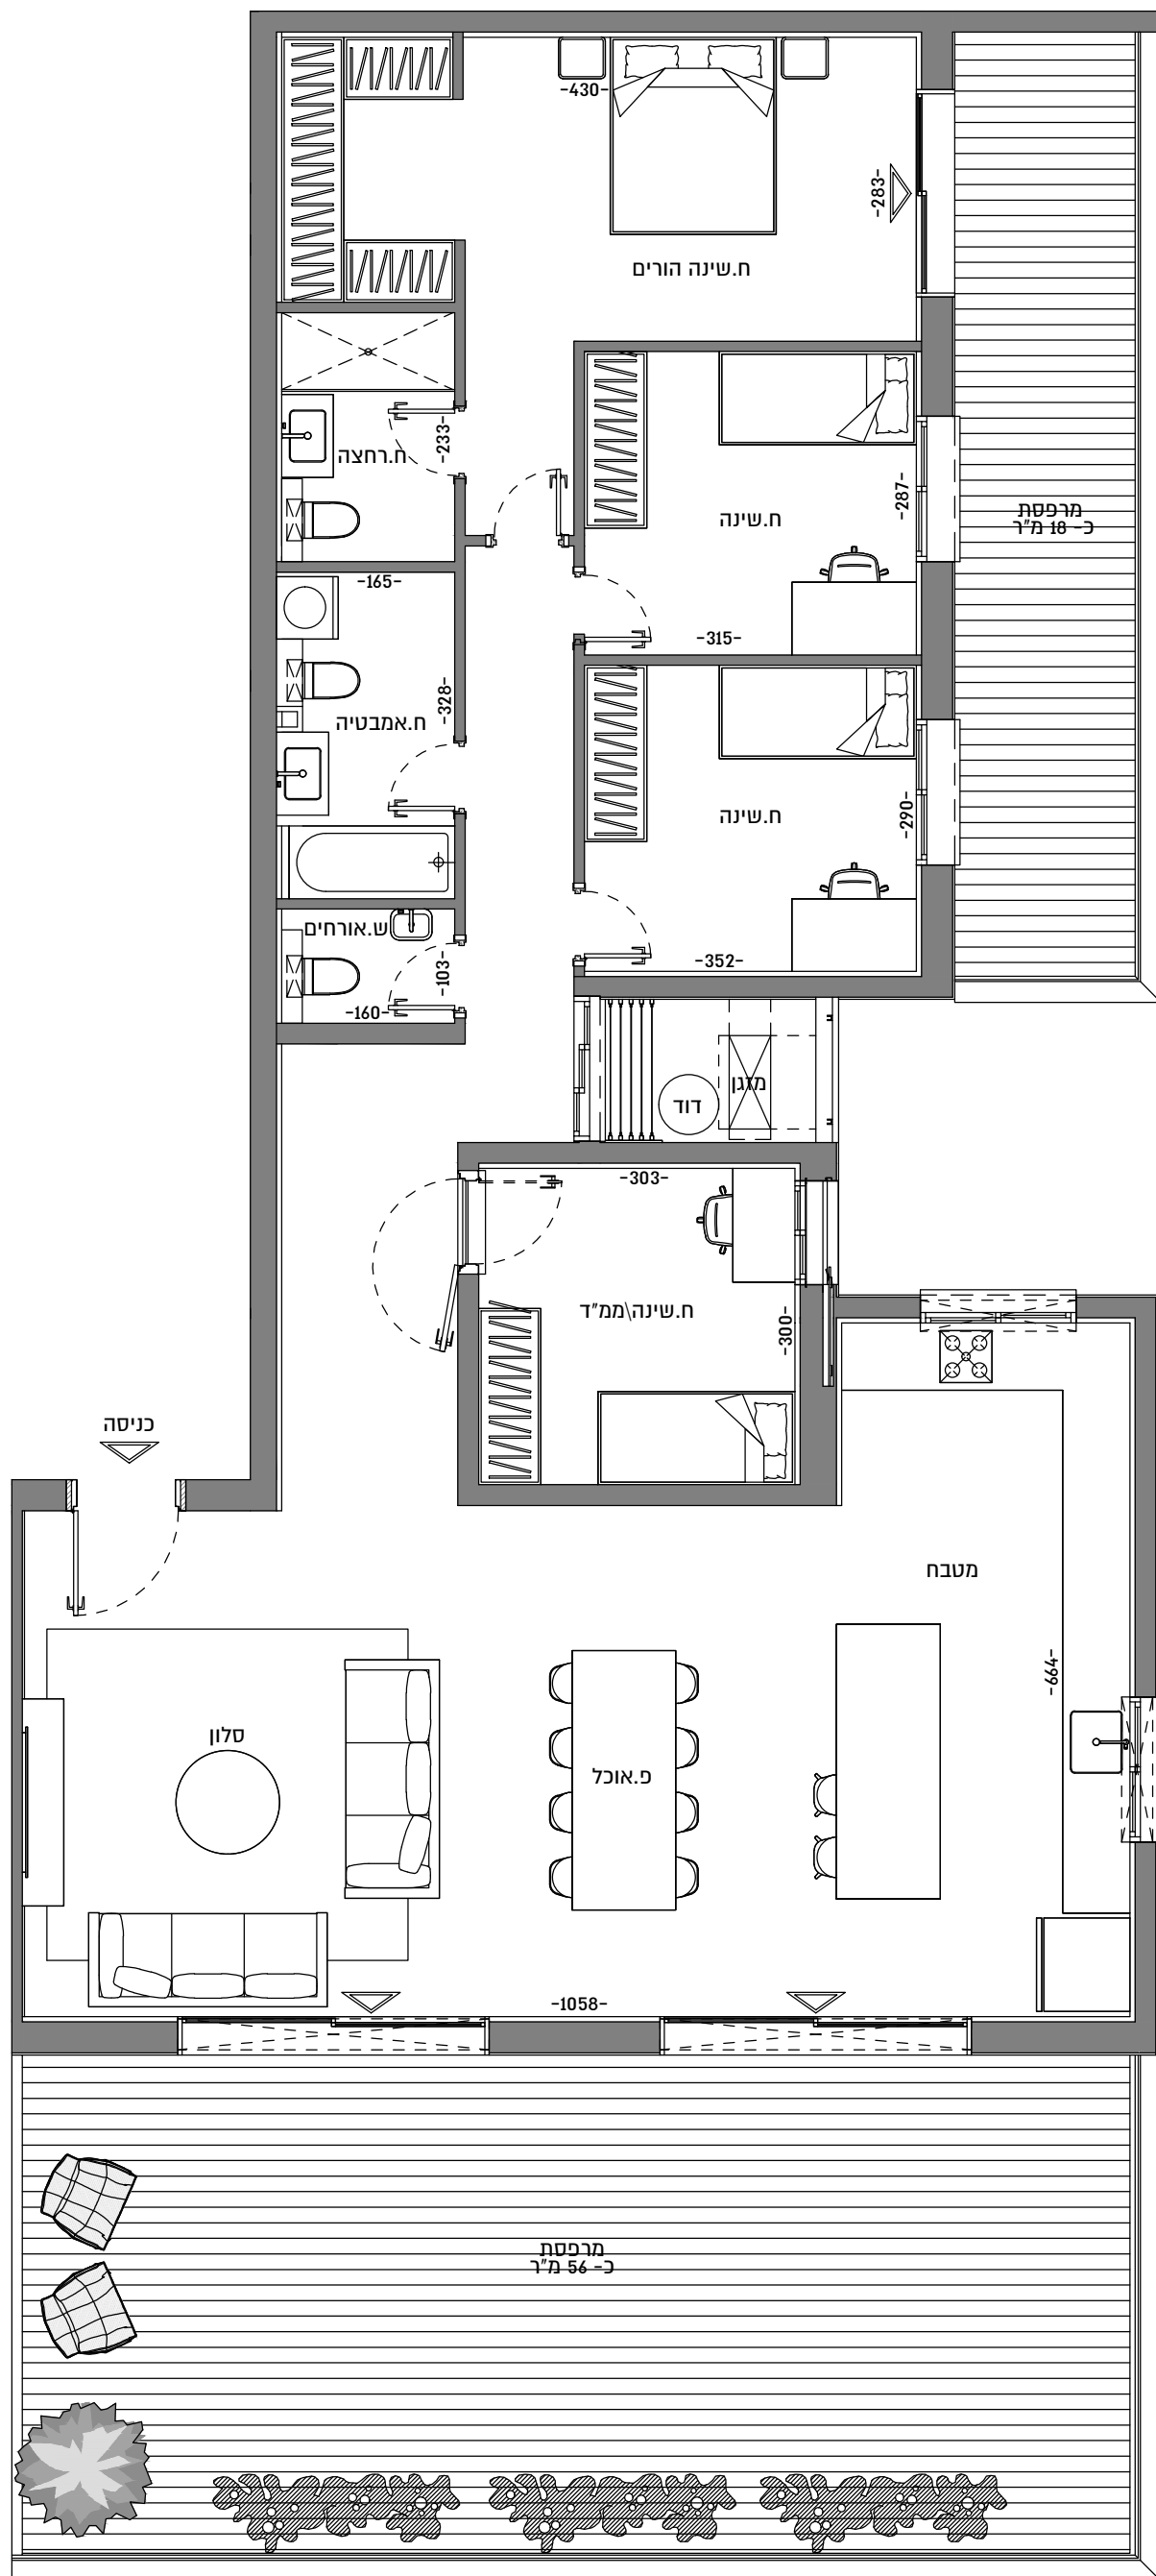 -430-
-283-
ח.שינה הורים
-233-
ח.רחצה
-287-
ח.שינה
מרפסת
כ- 18 מ"ר
-165-
-315-
-328-
ח.אמבטיה
-290-
ח.שינה
ש.אורחים
-103-
-160-
-352-
מזגן
דוד
-303-
ח.שינה\ממ"ד
-300-
כניסה
מטבח
-664-
סלון
פ.אוכל
-1058-
מרפסת
כ- 56 מ"ר